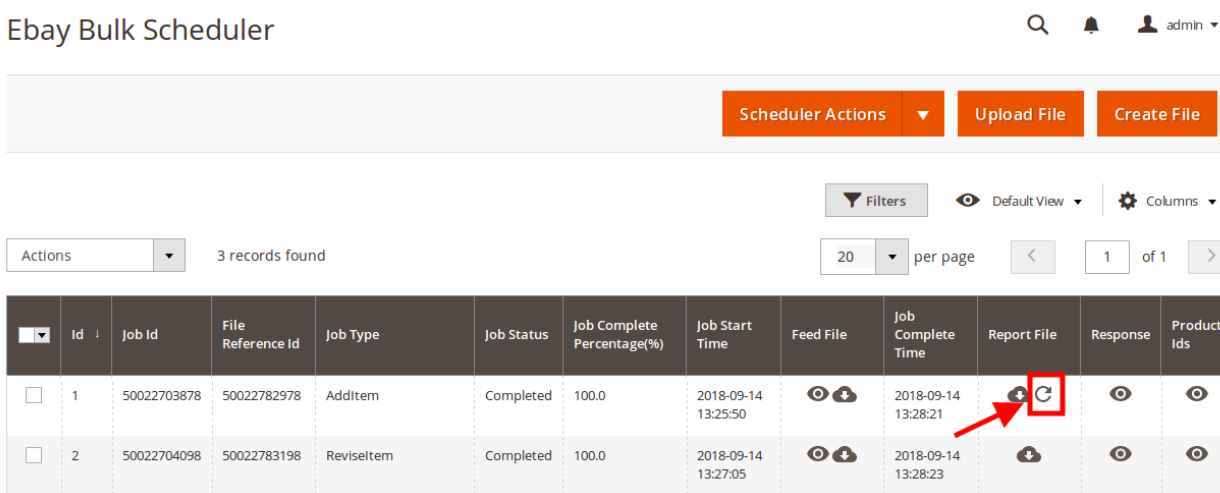 Ebay Bulk Scheduler
admin
Scheduler Actions
Upload File
Create File
Filters
Default View
Columns
Actions
3 records found
20
per page
1
of 1
Id ↓
Job Id
File
Reference Id
Job Type
Job Status
Job Complete
Percentage(%)
Job Start
Time
Feed File
Job
Complete
Time
Report File
Response
Product
Ids
1
50022703878
50022782978
AddItem
Completed
100.0
2018-09-14
13:25:50
2018-09-14
13:28:21
2
50022704098
50022783198
ReviseItem
Completed
100.0
2018-09-14
13:27:05
2018-09-14
13:28:23